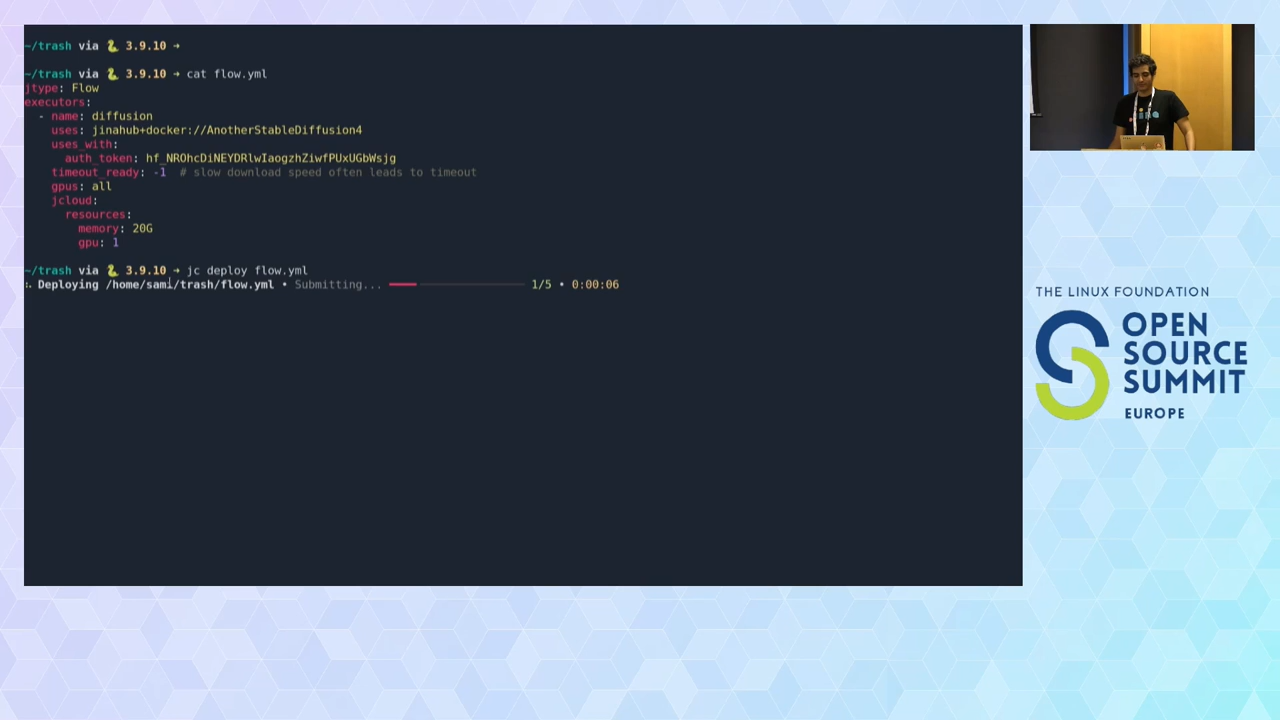 ~/trash via 🐍 3.9.10 ➜
~/trash via 🐍 3.9.10 ➜ cat flow.yml
jtype: Flow
executors:
- name: diffusion
uses: jinahub+docker://AnotherStableDiffusion4
uses_with:
auth_token: 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
timeout_ready: -1 # slow download speed often leads to timeout
gpus: all
jcloud:
resources:
memory: 20G
gpu: 1
~/trash via 🐍 3.9.10 ➜ jc deploy flow.yml
Deploying /home/sami/trash/flow.yml • Submitting... 1/5 • 0:00:06
THE LINUX FOUNDATION
OPEN
SOURCE
SUMMIT
EUROPE